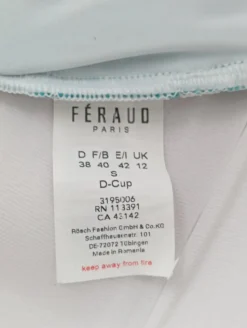 FÉRAUD
PARIS
D F/B E/I UK
38 40 42 12
S
D-Cup
3195006
RN 113391
CA 43142
Rösch Fashion GmbH & Co.KG
Schaffhausenstr. 101
DE-72072 Tübingen
Made in Romania
keep away from fire